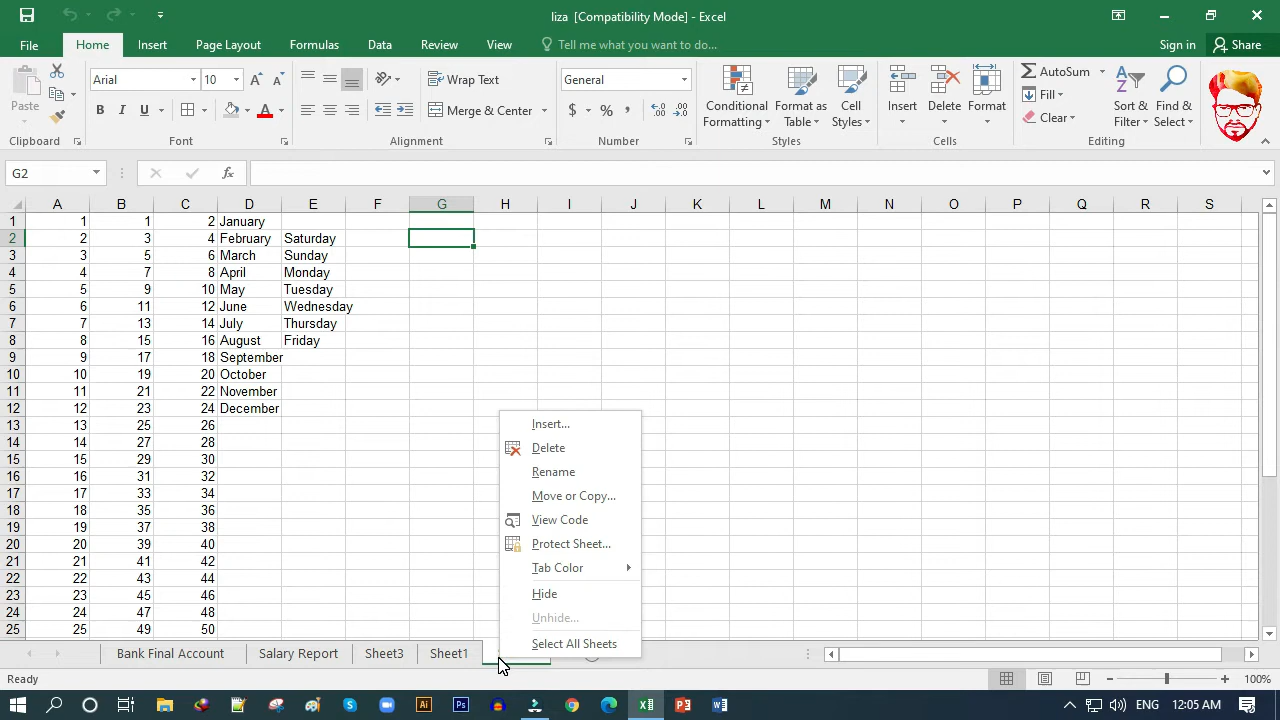 liza [Compatibility Mode] - Excel
File Home Insert Page Layout Formulas Data Review View Tell me what you want to do... Sign in Share
Paste
Arial 10
B I U A
Wrap Text
Merge & Center
General
$ % ,
Conditional Formatting
Format as Table
Cell Styles
Insert Delete Format
AutoSum
Fill
Clear
Sort & Filter
Find & Select
Clipboard Font Alignment Number Styles Cells Editing
G2 fx
A B C D E F G H I J K L M N O P Q R S
1 1 1 2 January
2 2 3 4 February Saturday
3 3 5 6 March Sunday
4 4 7 8 April Monday
5 5 9 10 May Tuesday
6 6 11 12 June Wednesday
7 7 13 14 July Thursday
8 8 15 16 August Friday
9 9 17 18 September
10 10 19 20 October
11 11 21 22 November
12 12 23 24 December
13 13 25 26
14 14 27 28
15 15 29 30
16 16 31 32
17 17 33 34
18 18 35 36
19 19 37 38
20 20 39 40
21 21 41 42
22 22 43 44
23 23 45 46
24 24 47 48
25 25 49 50
Insert...
Delete
Rename
Move or Copy...
View Code
Protect Sheet...
Tab Color
Hide
Unhide...
Select All Sheets
Bank Final Account Salary Report Sheet3 Sheet1
Ready 100%
ENG 12:05 AM